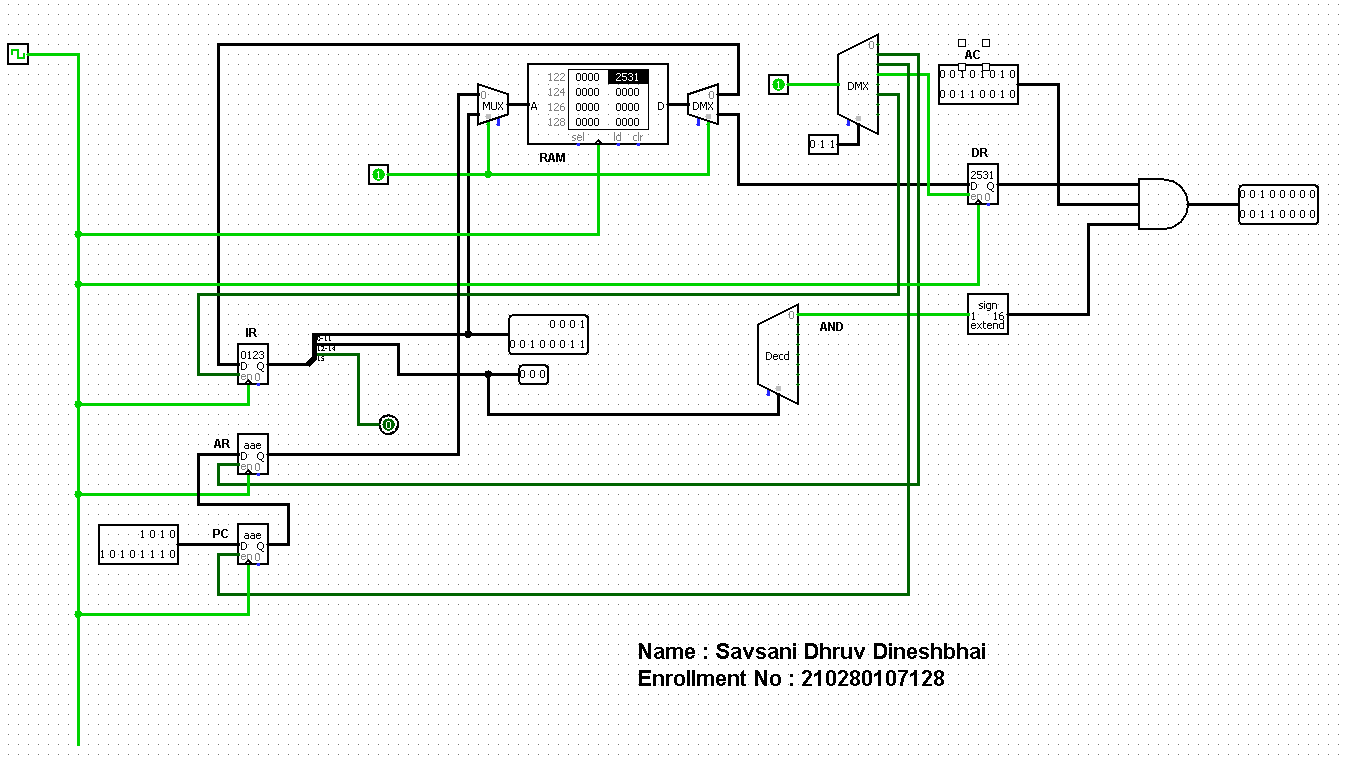 0
DMX
AC
0 0 1 0 1 0 1 0
1 0 1 1 0 0 1 0
122 0000 2531
124 0000 0000
126 0000 0000
128 0000 0000
0
MUX
A
D
sel
ld
clr
0
DMX
RAM
1
1
0 1 1
DR
2531
D Q
en 0
0 0 1 0 0 0 0 0
0 0 1 1 0 0 0 0
sign
1 16
extend
0
AND
Decd
IR
0123
D Q
en 0
0-11
12-14
15
0 0 0 1
0 0 1 0 0 0 1 1
0 0 0
0
AR
aae
D Q
en 0
PC
aae
D Q
en 0
1 0 1 0
1 0 1 0 1 1 1 0
Name : Savsani Dhruv Dineshbhai
Enrollment No : 210280107128